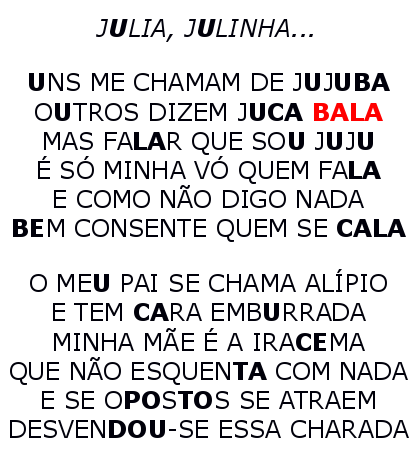 JULIA, JULINHA...
UNS ME CHAMAM DE JUJUBA
OUTROS DIZEM JUCA BALA
MAS FALAR QUE SOU JUJU
É SÓ MINHA VÓ QUEM FALA
E COMO NÃO DIGO NADA
BEM CONSENTE QUEM SE CALA
O MEU PAI SE CHAMA ALÍPIO
E TEM CARA EMBURRADA
MINHA MÃE É A IRACEMA
QUE NÃO ESQUENTA COM NADA
E SE OPOSTOS SE ATRAEM
DESVENDOU-SE ESSA CHARADA